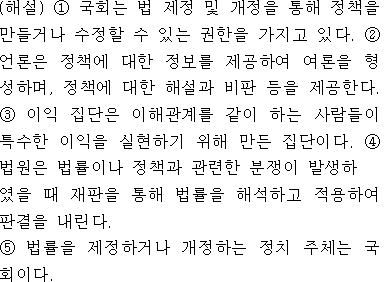 (해설) ① 국회는 법 제정 및 개정을 통해 정책을
만들거나 수정할 수 있는 권한을 가지고 있다. ②
언론은 정책에 대한 정보를 제공하여 여론을 형
성하며, 정책에 대한 해설과 비판 등을 제공한다.
③ 이익 집단은 이해관계를 같이 하는 사람들이
특수한 이익을 실현하기 위해 만든 집단이다. ④
법원은 법률이나 정책과 관련한 분쟁이 발생하
였을 때 재판을 통해 법률을 해석하고 적용하여
판결을 내린다.
⑤ 법률을 제정하거나 개정하는 정치 주체는 국
회이다.